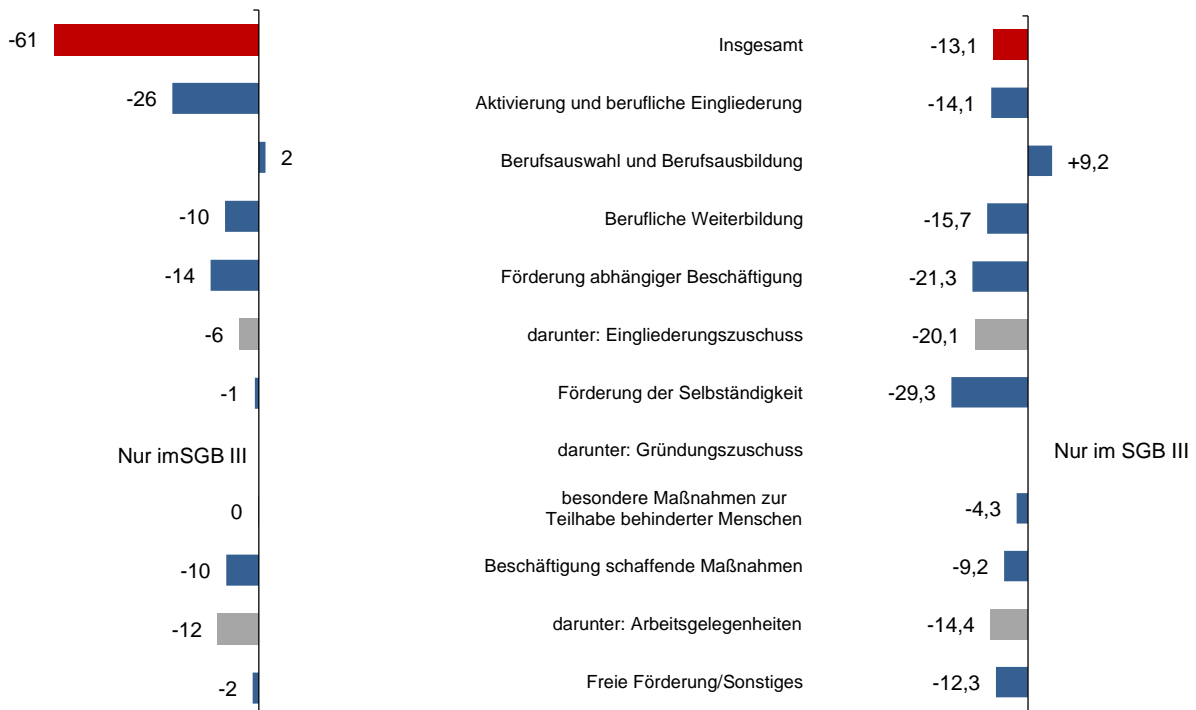 -61 Insgesamt -13,1
-26 Aktivierung und berufliche Eingliederung -14,1
2 Berufsauswahl und Berufsausbildung +9,2
-10 Berufliche Weiterbildung -15,7
-14 Förderung abhängiger Beschäftigung -21,3
-6 darunter: Eingliederungszuschuss -20,1
-1 Förderung der Selbständigkeit -29,3
Nur imSGB III darunter: Gründungszuschuss Nur im SGB III
besondere Maßnahmen zur
0 Teilhabe behinderter Menschen -4,3
-10 Beschäftigung schaffende Maßnahmen -9,2
-12 darunter: Arbeitsgelegenheiten -14,4
-2 Freie Förderung/Sonstiges -12,3